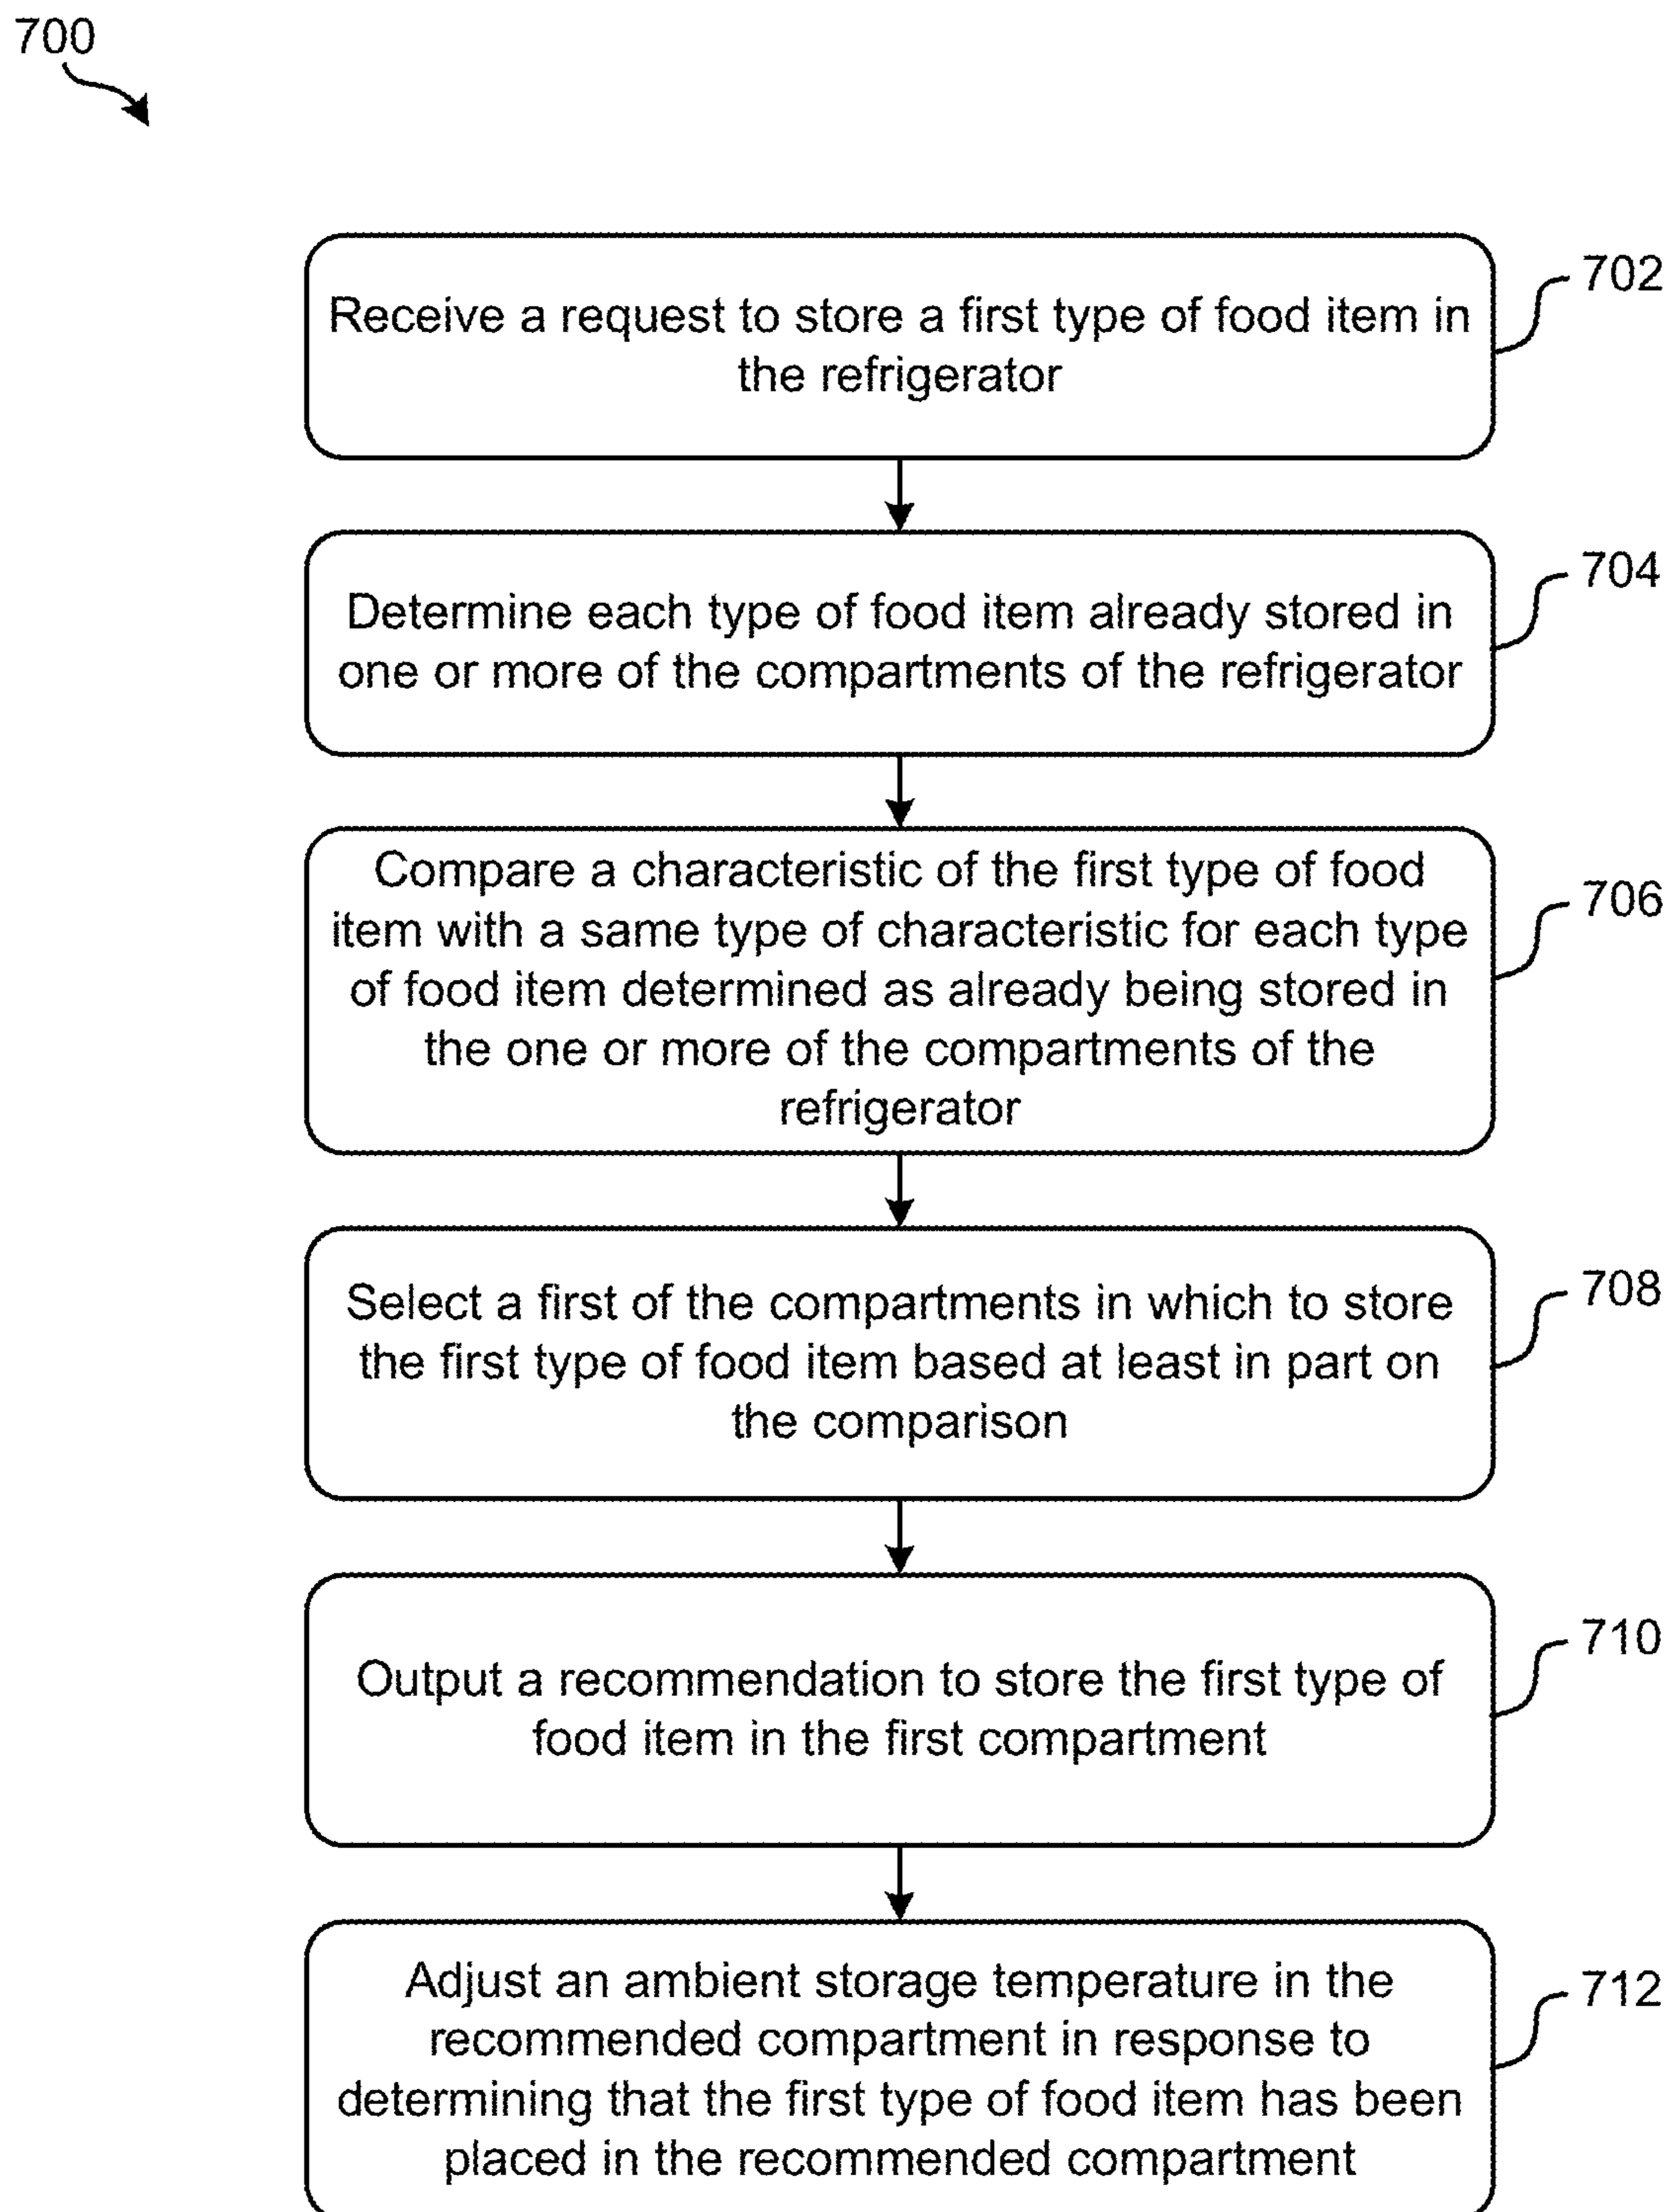 700
Receive a request to store a first type of food item in
the refrigerator
702
Determine each type of food item already stored in
one or more of the compartments of the refrigerator
704
Compare a characteristic of the first type of food
item with a same type of characteristic for each type
of food item determined as already being stored in
the one or more of the compartments of the
refrigerator
706
Select a first of the compartments in which to store
the first type of food item based at least in part on
the comparison
708
Output a recommendation to store the first type of
food item in the first compartment
710
Adjust an ambient storage temperature in the
recommended compartment in response to
determining that the first type of food item has been
placed in the recommended compartment
712